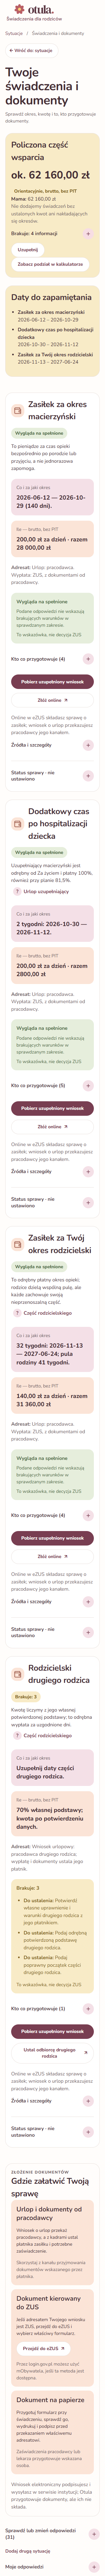 otula.
Świadczenia dla rodziców
Sytuacje / Świadczenia i dokumenty
← Wróć do: sytuacje
Twoje
świadczenia i
dokumenty
Sprawdź okres, kwotę i to, kto przygotowuje
dokumenty.
Policzona część
wsparcia
ok. 62 160,00 zł
Orientacyjnie, brutto, bez PIT
Mama: 62 160,00 zł
Nie dodajemy świadczeń bez
ustalonych kwot ani nakładających
się okresów.
Brakuje: 4 informacji
Uzupełnij
Zobacz podział w kalkulatorze
Daty do zapamiętania
Zasiłek za okres macierzyński
2026-06-12 – 2026-10-29
Dodatkowy czas po hospitalizacji
dziecka
2026-10-30 – 2026-11-12
Zasiłek za Twój okres rodzicielski
2026-11-13 – 2027-06-24
Zasiłek za okres
macierzyński
Wygląda na spełnione
To pieniądze za czas opieki
bezpośrednio po porodzie lub
przyjęciu, a nie jednorazowa
zapomoga.
Co i za jaki okres
2026-06-12 — 2026-10-
29 (140 dni).
Ile — brutto, bez PIT
200,00 zł za dzień · razem
28 000,00 zł
Adresat: Urlop: pracodawca.
Wypłata: ZUS, z dokumentami od
pracodawcy.
Wygląda na spełnione
Podane odpowiedzi nie wskazują
brakujących warunków w
sprawdzanym zakresie.
To wskazówka, nie decyzja ZUS.
Kto co przygotowuje (4)
Pobierz uzupełniony wniosek
Złóż online ↗
Online w eZUS składasz sprawę o
zasiłek; wniosek o urlop przekazujesz
pracodawcy jego kanałem.
Źródła i szczegóły
Status sprawy · nie
ustawiono
Dodatkowy czas
po hospitalizacji
dziecka
Wygląda na spełnione
Uzupełniający macierzyński jest
odrębny od Za życiem i płatny 100%,
również przy planie 81,5%.
? Urlop uzupełniający
Co i za jaki okres
2 tygodni: 2026-10-30 —
2026-11-12.
Ile — brutto, bez PIT
200,00 zł za dzień · razem
2800,00 zł
Adresat: Urlop: pracodawca.
Wypłata: ZUS, z dokumentami od
pracodawcy.
Wygląda na spełnione
Podane odpowiedzi nie wskazują
brakujących warunków w
sprawdzanym zakresie.
To wskazówka, nie decyzja ZUS.
Kto co przygotowuje (5)
Pobierz uzupełniony wniosek
Złóż online ↗
Online w eZUS składasz sprawę o
zasiłek; wniosek o urlop przekazujesz
pracodawcy jego kanałem.
Źródła i szczegóły
Status sprawy · nie
ustawiono
Zasiłek za Twój
okres rodzicielski
Wygląda na spełnione
To odrębny płatny okres opieki;
rodzice dzielą wspólną pulę, ale
każde zachowuje swoją
nieprzenoszalną część.
? Część rodzicielskiego
Co i za jaki okres
32 tygodni: 2026-11-13
— 2027-06-24; pula
rodziny 41 tygodni.
Ile — brutto, bez PIT
140,00 zł za dzień · razem
31 360,00 zł
Adresat: Urlop: pracodawca.
Wypłata: ZUS, z dokumentami od
pracodawcy.
Wygląda na spełnione
Podane odpowiedzi nie wskazują
brakujących warunków w
sprawdzanym zakresie.
To wskazówka, nie decyzja ZUS.
Kto co przygotowuje (4)
Pobierz uzupełniony wniosek
Złóż online ↗
Online w eZUS składasz sprawę o
zasiłek; wniosek o urlop przekazujesz
pracodawcy jego kanałem.
Źródła i szczegóły
Status sprawy · nie
ustawiono
Rodzicielski
drugiego rodzica
Brakuje: 3
Kwotę liczymy z jego własnej
potwierdzonej podstawy; to odrębna
wypłata za uzgodnione dni.
? Część rodzicielskiego
Co i za jaki okres
Uzupełnij daty części
drugiego rodzica.
Ile — brutto, bez PIT
70% własnej podstawy;
kwota po potwierdzeniu
danych.
Adresat: Wniosek urlopowy:
pracodawca drugiego rodzica;
wypłatę i dokumenty ustala jego
płatnik.
Brakuje: 3
Do ustalenia: Potwierdź
własne uprawnienie i
warunki drugiego rodzica z
jego płatnikiem.
Do ustalenia: Podaj odrębną
potwierdzoną podstawę
drugiego rodzica.
Do ustalenia: Podaj
poprawny początek części
drugiego rodzica.
To wskazówka, nie decyzja ZUS.
Kto co przygotowuje (1)
Pobierz uzupełniony wniosek
Ustal odbiorcę drugiego
rodzica ↗
Online w eZUS składasz sprawę o
zasiłek; wniosek o urlop przekazujesz
pracodawcy jego kanałem.
Źródła i szczegóły
Status sprawy · nie
ustawiono
ZŁOŻENIE DOKUMENTÓW
Gdzie załatwić Twoją
sprawę
Urlop i dokumenty od
pracodawcy
Wniosek o urlop przekaż
pracodawcy, a z kadrami ustal
płatnika zasiłku i potrzebne
zaświadczenie.
Skorzystaj z kanału przyjmowania
dokumentów wskazanego przez
płatnika.
Dokument kierowany
do ZUS
Jeśli adresatem Twojego wniosku
jest ZUS, przejdź do eZUS i
wybierz właściwy formularz.
Przejdź do eZUS ↗
Przez login.gov.pl możesz użyć
mObywatela, jeśli ta metoda jest
dostępna.
Dokument na papierze
Przygotuj formularz przy
świadczeniu, sprawdź go,
wydrukuj i podpisz przed
przekazaniem właściwemu
adresatowi.
Zaświadczenia pracodawcy lub
lekarza przygotowuje wskazana
osoba.
Wniosek elektroniczny podpisujesz i
wysyłasz w serwisie instytucji. Otula
przygotowuje dokumenty, ale ich nie
składa.
Sprawdź lub zmień odpowiedzi
(31)
Dodaj drugą sytuację
Moje odpowiedzi